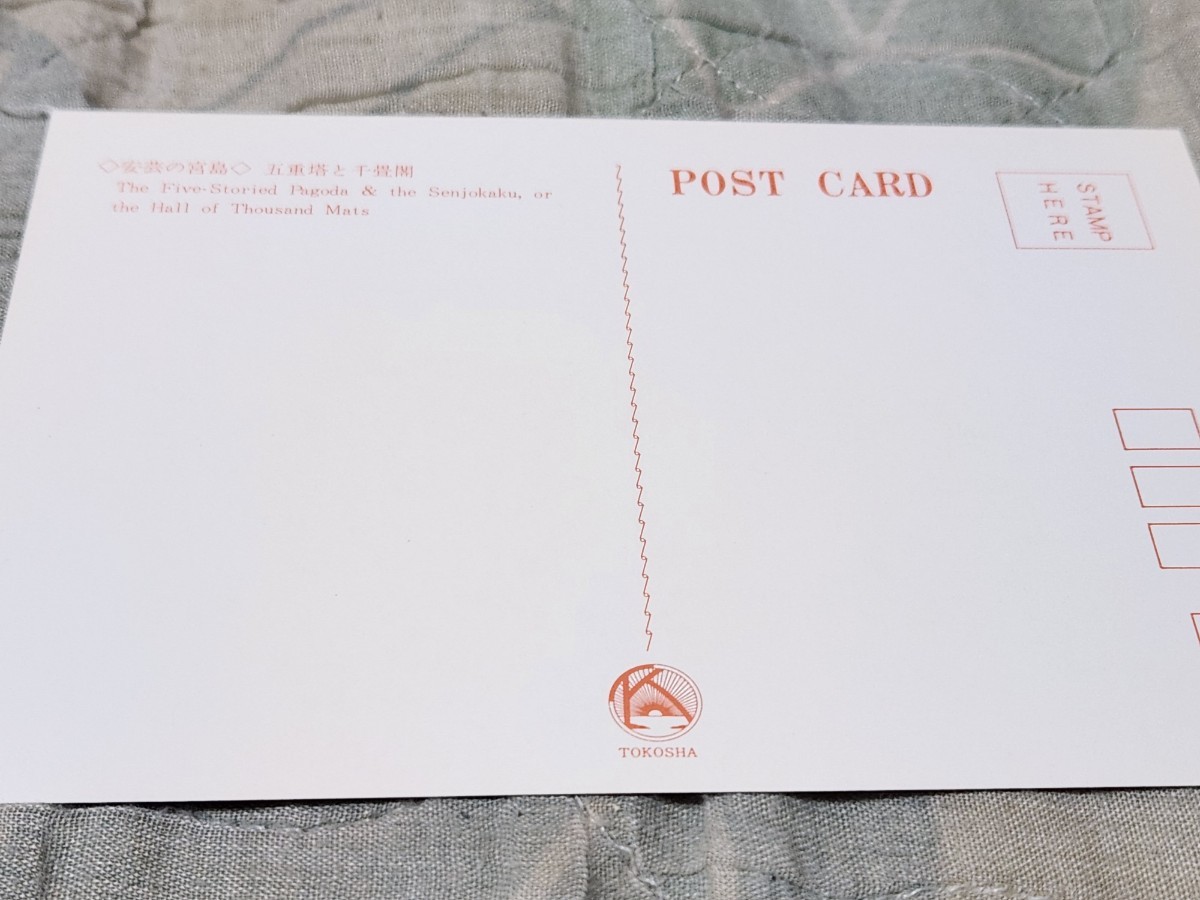 ◇安芸の宮島◇ 五重塔と千畳閣
The Five-Storied Pagoda & the Senjokaku, or
the Hall of Thousand Mats
POST CARD
STAMP
HERE
K
TOKOSHA